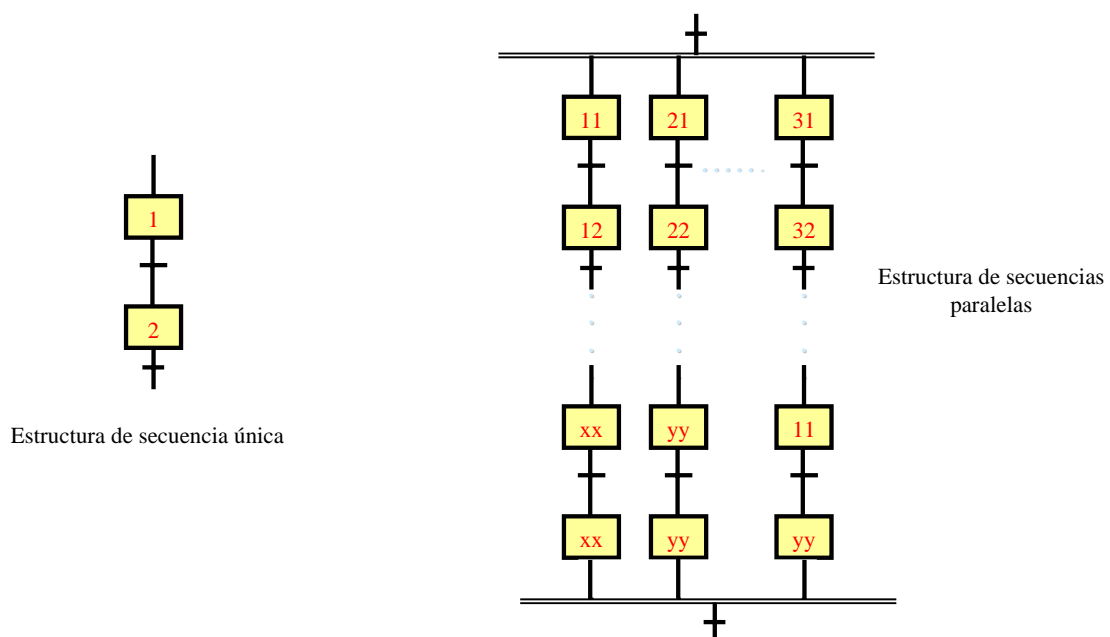 1
2
Estructura de secuencia única
11 21 31
12 22 32
xx yy 11
xx yy yy
Estructura de secuencias
paralelas